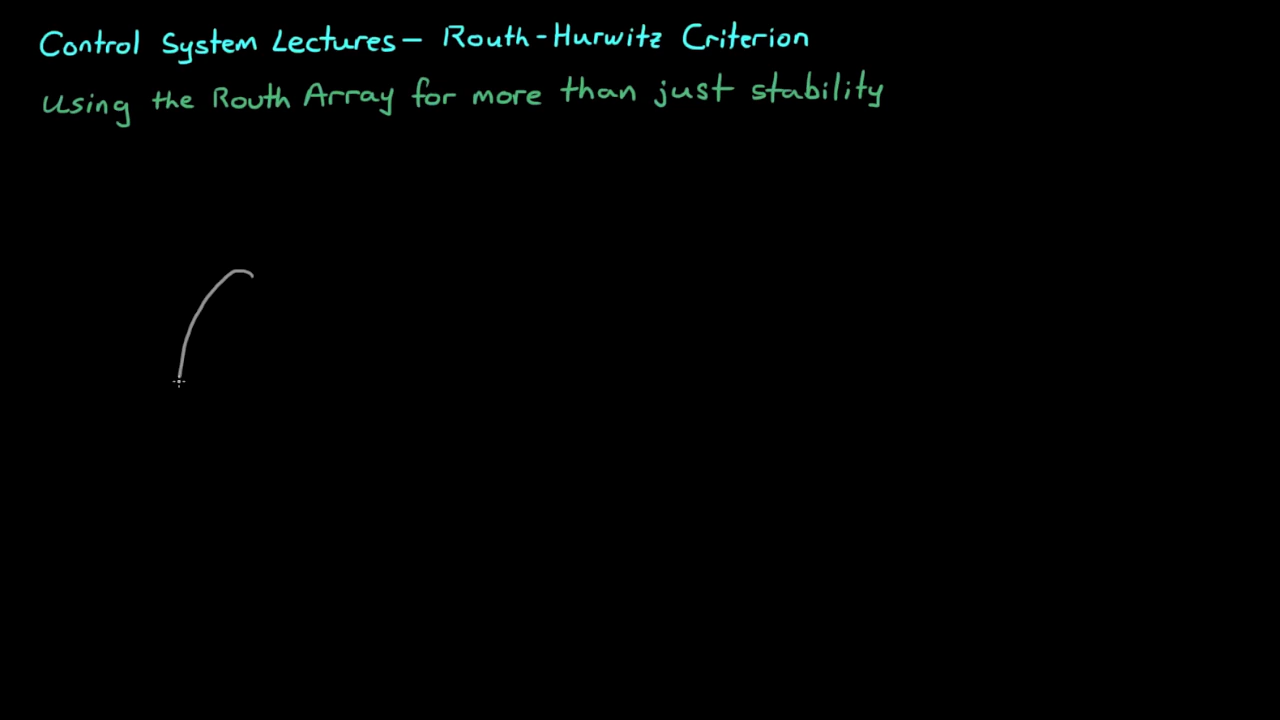 Control System Lectures - Routh-Hurwitz Criterion
Using the Routh Array for more than just stability